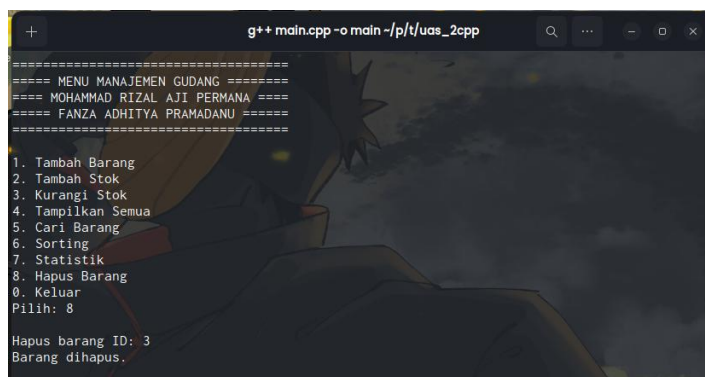 g++ main.cpp -o main ~/p/t/uas_2cpp
=====================================
===== MENU MANAJEMEN GUDANG ========
==== MOHAMMAD RIZAL AJI PERMANA ====
===== FANZA ADHITYA PRAMADANU ======
=====================================
1. Tambah Barang
2. Tambah Stok
3. Kurangi Stok
4. Tampilkan Semua
5. Cari Barang
6. Sorting
7. Statistik
8. Hapus Barang
0. Keluar
Pilih: 8
Hapus barang ID: 3
Barang dihapus.